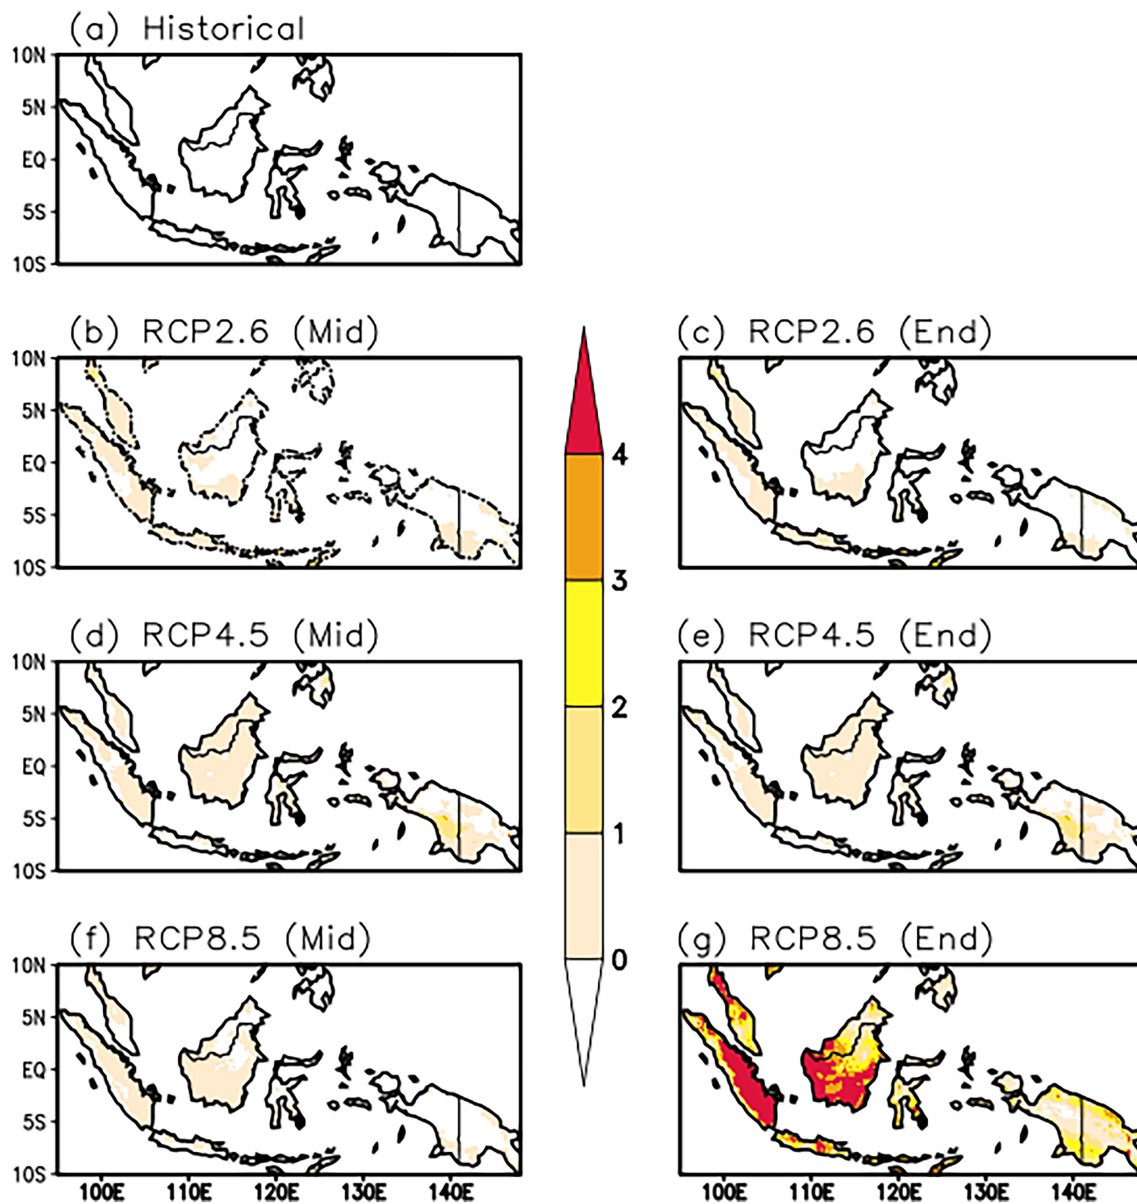 (a) Historical
10N
5N
EQ
5S
10S
(b) RCP2.6 (Mid)
10N
5N
EQ
5S
10S
(c) RCP2.6 (End)
4
3
2
1
0
(d) RCP4.5 (Mid)
10N
5N
EQ
5S
10S
(e) RCP4.5 (End)
(f) RCP8.5 (Mid)
10N
5N
EQ
5S
10S
100E 110E 120E 130E 140E
(g) RCP8.5 (End)
100E 110E 120E 130E 140E